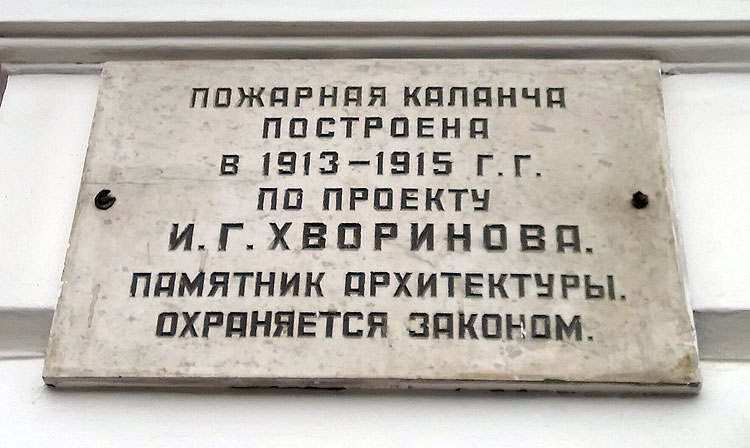 ПОЖАРНАЯ КАЛАНЧА
ПОСТРОЕНА
В 1913-1915 Г.Г.
ПО ПРОЕКТУ
И.Г.ХВОРИНОВА.
ПАМЯТНИК АРХИТЕКТУРЫ.
ОХРАНЯЕТСЯ ЗАКОНОМ.